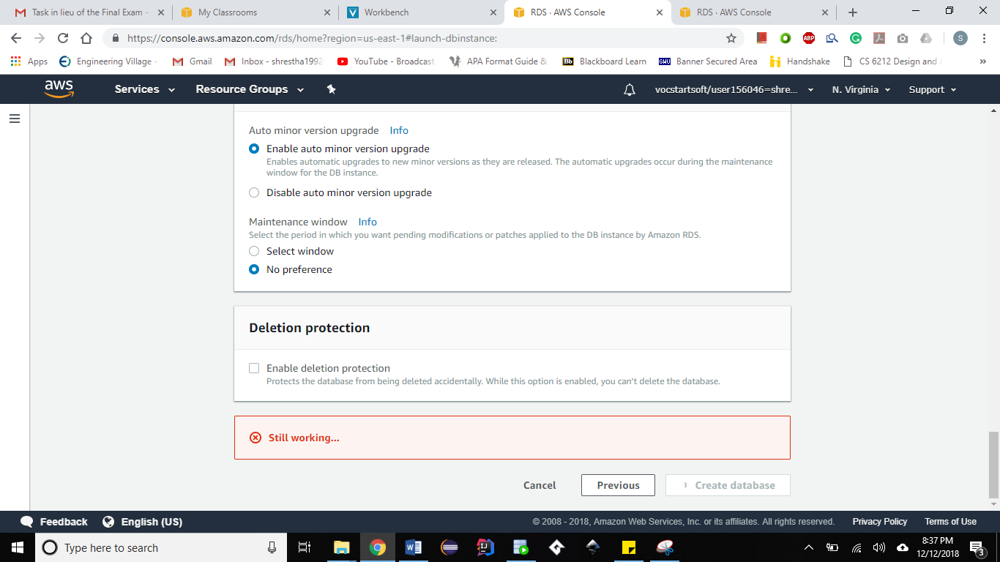 Task in lieu of the Final Exam -
My Classrooms
Workbench
RDS · AWS Console
RDS · AWS Console
https://console.aws.amazon.com/rds/home?region=us-east-1#launch-dbinstance:
ABP
S
Apps
Engineering Village -
Gmail
Inbox - shrestha1992
YouTube - Broadcast
APA Format Guide &
Bb
Blackboard Learn
GWU
Banner Secured Area
Handshake
CS 6212 Design and
aws
Services
Resource Groups
vocstartsoft/user156046=shre...
N. Virginia
Support
Auto minor version upgrade Info
Enable auto minor version upgrade
Enables automatic upgrades to new minor versions as they are released. The automatic upgrades occur during the maintenance
window for the DB instance.
Disable auto minor version upgrade
Maintenance window Info
Select the period in which you want pending modifications or patches applied to the DB instance by Amazon RDS.
Select window
No preference
Deletion protection
Enable deletion protection
Protects the database from being deleted accidentally. While this option is enabled, you can't delete the database.
Still working...
Cancel
Previous
Create database
Feedback
English (US)
© 2008 - 2018, Amazon Web Services, Inc. or its affiliates. All rights reserved.
Privacy Policy
Terms of Use
Type here to search
8:37 PM
12/12/2018
3